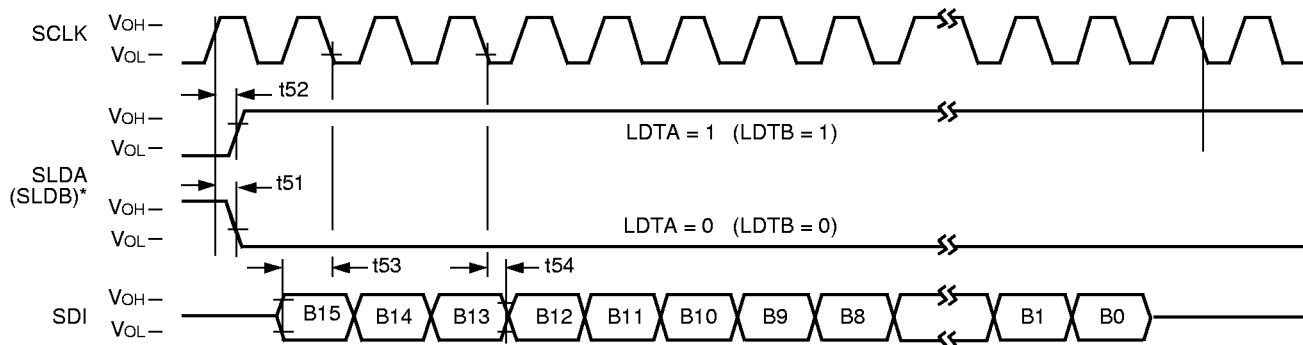 SCLK
VOH
VOL
t52
VOH
VOL
LDTA = 1 (LDTB = 1)
SLDA
(SLDB)*
t51
VOH
VOL
LDTA = 0 (LDTB = 0)
t53
t54
SDI
VOH
VOL
B15 B14 B13 B12 B11 B10 B9 B8 B1 B0